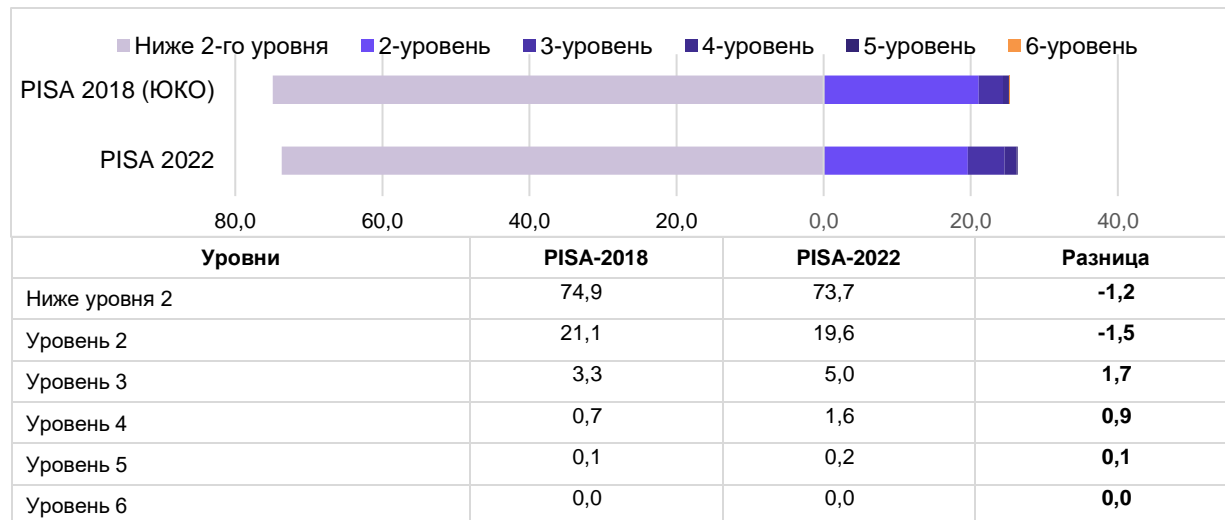 Ниже 2-го уровня 2-уровень 3-уровень 4-уровень 5-уровень 6-уровень
PISA 2018 (ЮКО)
PISA 2022
80,0 60,0 40,0 20,0 0,0 20,0 40,0
Уровни PISA-2018 PISA-2022 Разница
Ниже уровня 2 74,9 73,7 -1,2
Уровень 2 21,1 19,6 -1,5
Уровень 3 3,3 5,0 1,7
Уровень 4 0,7 1,6 0,9
Уровень 5 0,1 0,2 0,1
Уровень 6 0,0 0,0 0,0